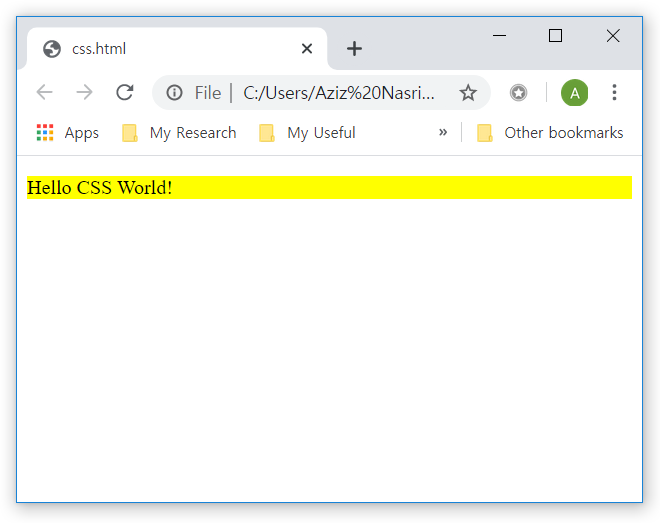 css.html
File | C:/Users/Aziz%20Nasri...
A
Apps My Research My Useful » Other bookmarks
Hello CSS World!